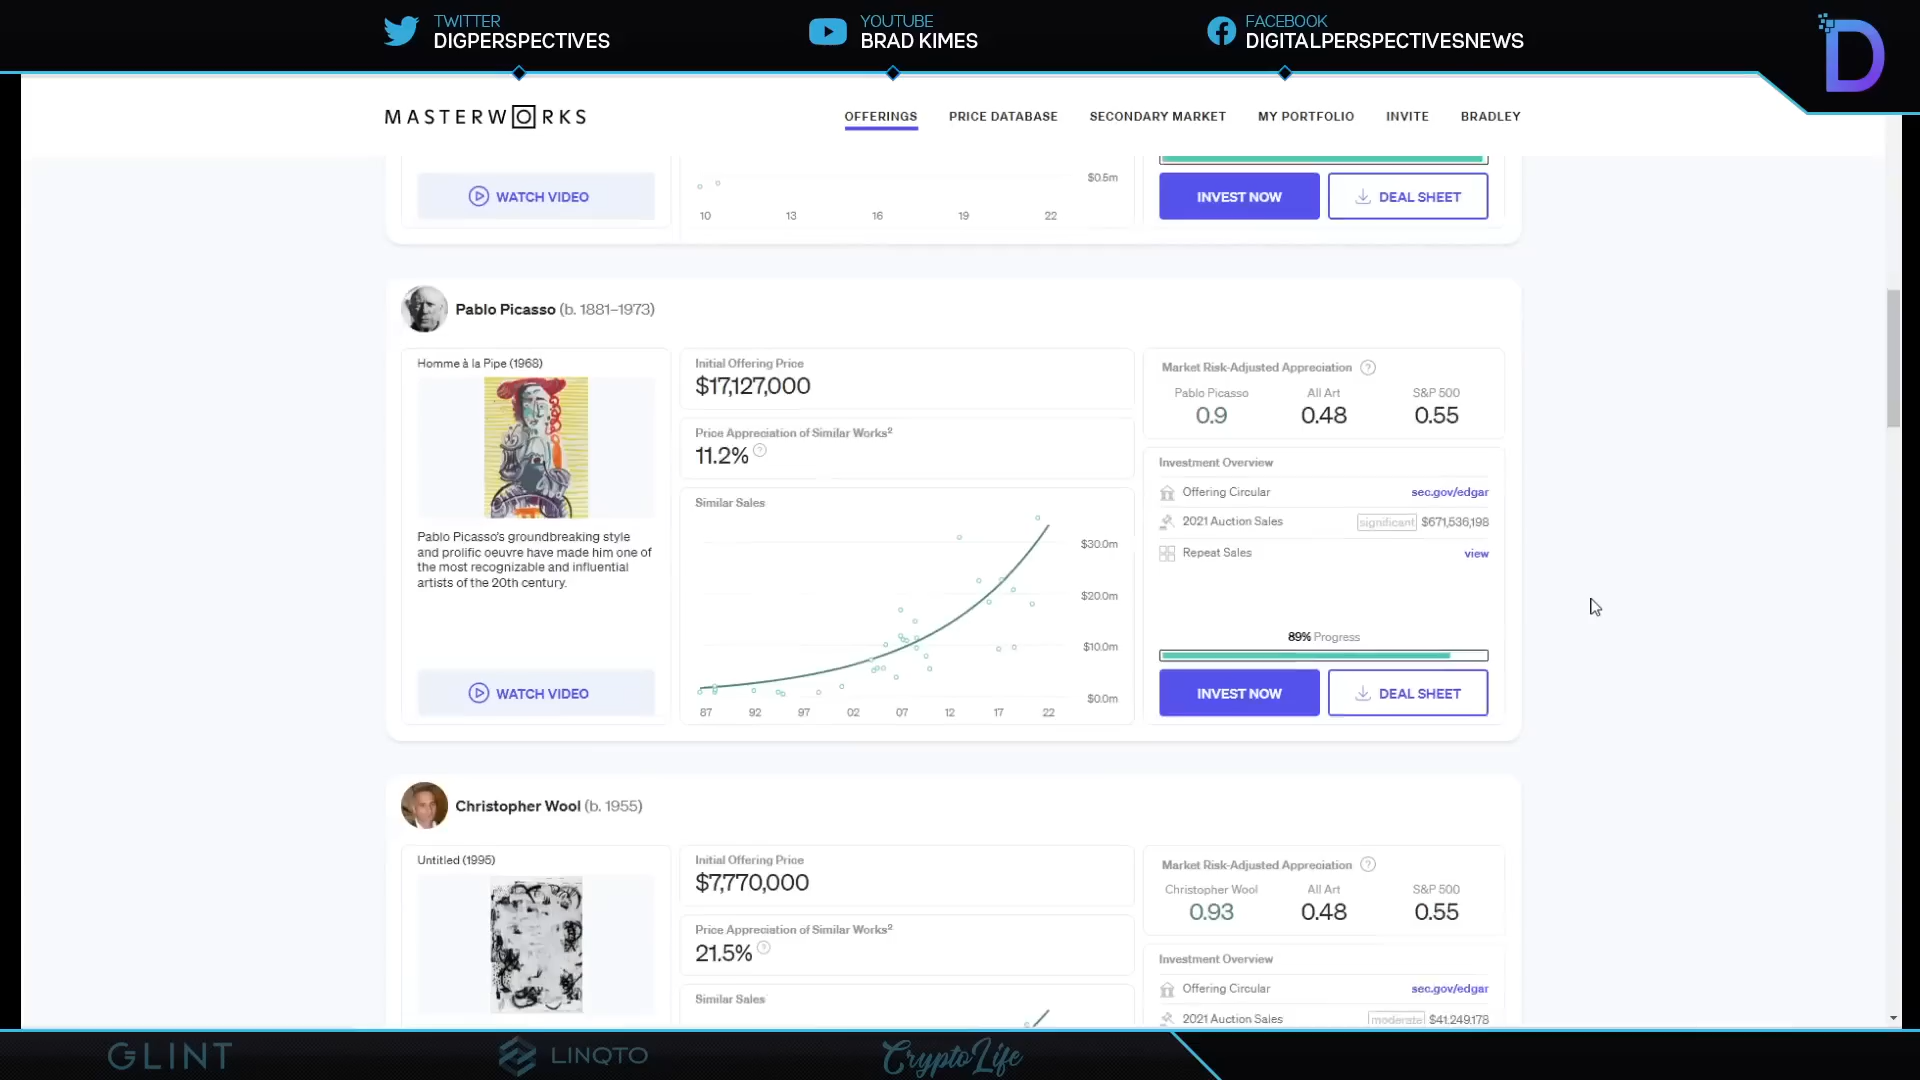 TWITTER
DIGPERSPECTIVES
YOUTUBE
BRAD KIMES
FACEBOOK
DIGITALPERSPECTIVESNEWS
D
MASTERWORKS
OFFERINGS
PRICE DATABASE
SECONDARY MARKET
MY PORTFOLIO
INVITE
BRADLEY
WATCH VIDEO
$0.5m
10 13 16 19 22
INVEST NOW
DEAL SHEET
Pablo Picasso (b. 1881–1973)
Homme à la Pipe (1968)
Pablo Picasso's groundbreaking style
and prolific oeuvre have made him one of
the most recognizable and influential
artists of the 20th century.
WATCH VIDEO
Initial Offering Price
$17,127,000
Price Appreciation of Similar Works²
11.2% ?
Similar Sales
$30.0m
$20.0m
$10.0m
$0.0m
87 92 97 02 07 12 17 22
Market Risk-Adjusted Appreciation ?
Pablo Picasso All Art S&P 500
0.9 0.48 0.55
Investment Overview
Offering Circular sec.gov/edgar
2021 Auction Sales significant $671,536,198
Repeat Sales view
89% Progress
INVEST NOW
DEAL SHEET
Christopher Wool (b. 1955)
Untitled (1995)
Initial Offering Price
$7,770,000
Price Appreciation of Similar Works²
21.5% ?
Similar Sales
Market Risk-Adjusted Appreciation ?
Christopher Wool All Art S&P 500
0.93 0.48 0.55
Investment Overview
Offering Circular sec.gov/edgar
2021 Auction Sales moderate $41,249,178
GLINT
LINQTO
CryptoLife